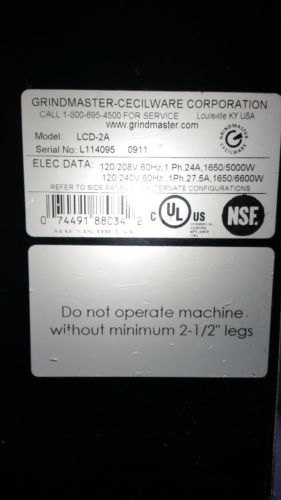 GRINDMASTER-CECILWARE CORPORATION
CALL 1-800-695-4500 FOR SERVICE Louisville KY USA
www.grindmaster.com
Model: LCD-2A
Serial No: L114095 0911
ELEC. DATA: 120/208V,60Hz,1 Ph.24A,1650/5000W
120/240V,60Hz,1Ph 27.5A,1650/6600W
REFER TO SIDE PANEL ALTERNATE CONFIGURATIONS
0 74491 88034 2
C UL US
NSF.
MADE IN THE USA
COMMERCIAL
Do not operate machine
without minimum 2-1/2" legs